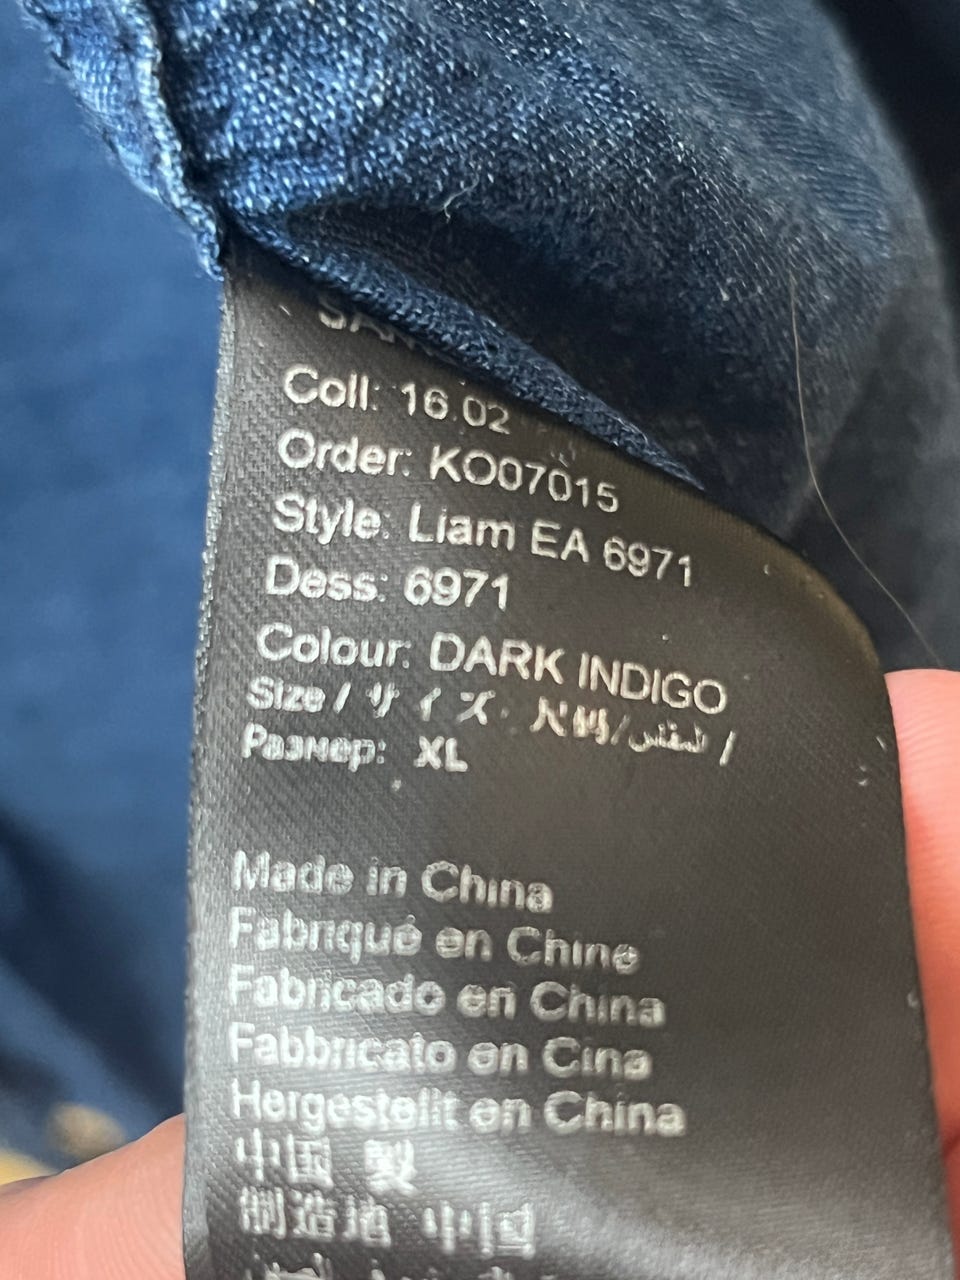 Coll: 16.02
Order: KO07015
Style: Liam EA 6971
Dess: 6971
Colour: DARK INDIGO
Size / サイズ 尺码/ /
Размер: XL
Made in China
Fabriqué en Chine
Fabricado en China
Fabbricato en Cina
Hergestellt en China
中国 製
制造地 中国